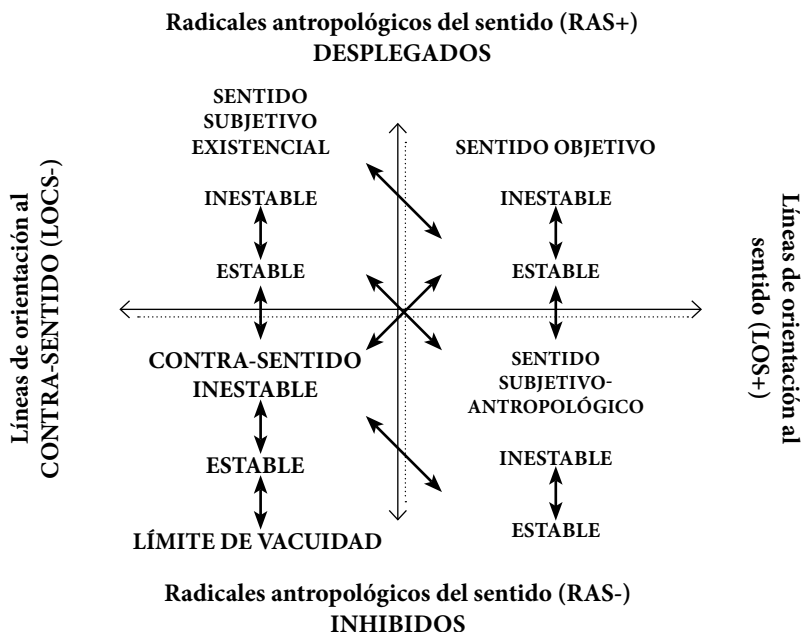 Radicales antropológicos del sentido (RAS+)
DESPLEGADOS
SENTIDO
SUBJETIVO
EXISTENCIAL
INESTABLE
ESTABLE
SENTIDO OBJETIVO
INESTABLE
ESTABLE
Líneas de orientación al
CONTRA-SENTIDO (LOCS-)
Líneas de orientación al
sentido (LOS+)
CONTRA-SENTIDO
INESTABLE
ESTABLE
LÍMITE DE VACUIDAD
SENTIDO
SUBJETIVO-
ANTROPOLÓGICO
INESTABLE
ESTABLE
Radicales antropológicos del sentido (RAS-)
INHIBIDOS